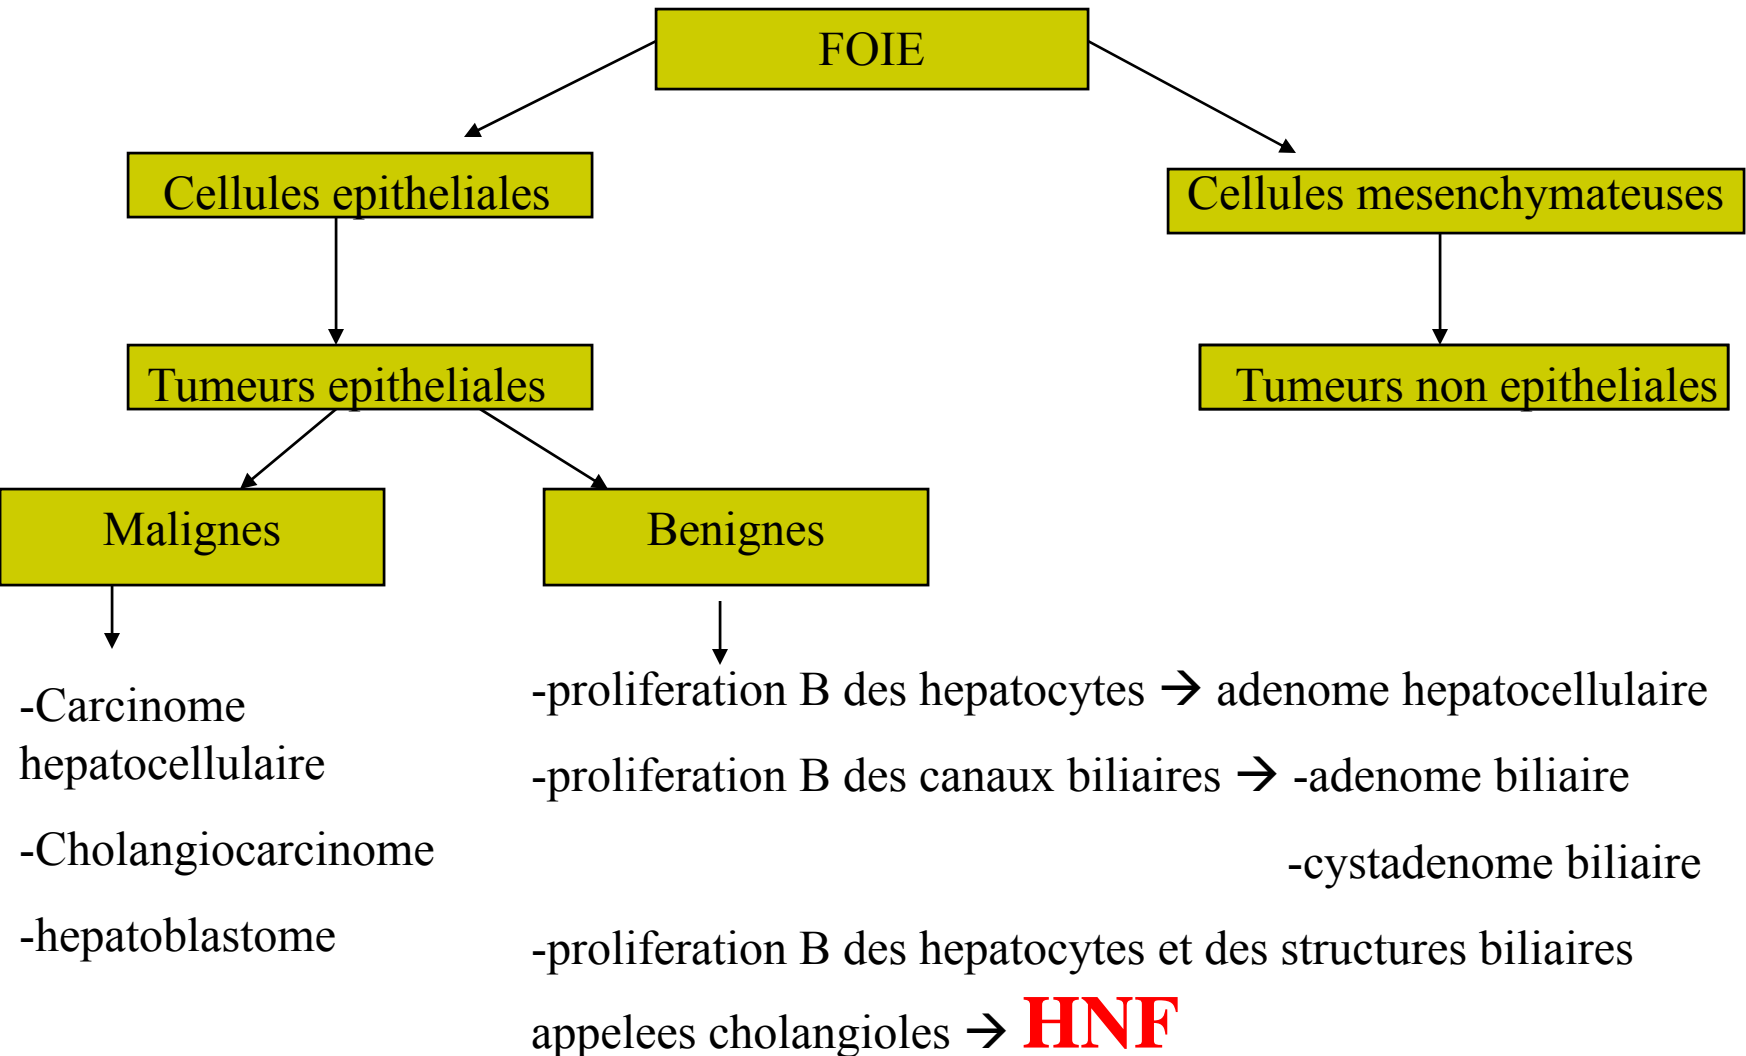 FOIE
Cellules epitheliales
Cellules mesenchymateuses
Tumeurs epitheliales
Tumeurs non epitheliales
Malignes
Benignes
-Carcinome
hepatocellulaire
-Cholangiocarcinome
-hepatoblastome
-proliferation B des hepatocytes → adenome hepatocellulaire
-proliferation B des canaux biliaires → -adenome biliaire
-cystadenome biliaire
-proliferation B des hepatocytes et des structures biliaires
appelees cholangioles → HNF